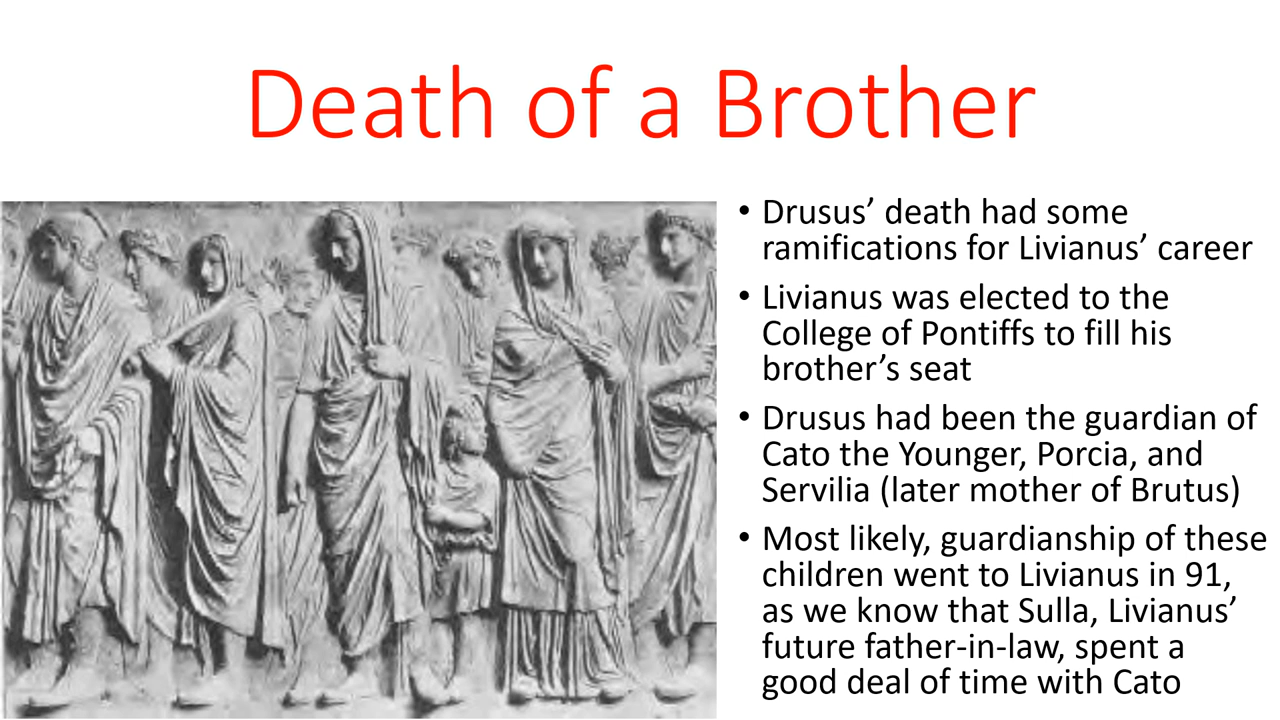 Death of a Brother
• Drusus’ death had some
ramifications for Livianus’ career
• Livianus was elected to the
College of Pontiffs to fill his
brother’s seat
• Drusus had been the guardian of
Cato the Younger, Porcia, and
Servilia (later mother of Brutus)
• Most likely, guardianship of these
children went to Livianus in 91,
as we know that Sulla, Livianus’
future father-in-law, spent a
good deal of time with Cato